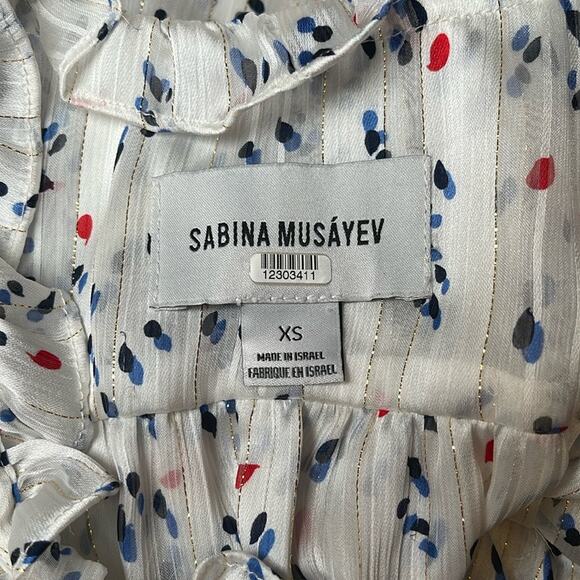 SABINA MUSÁYEV
12303411
XS
MADE IN ISRAEL
FABRIQUE EN ISRAEL